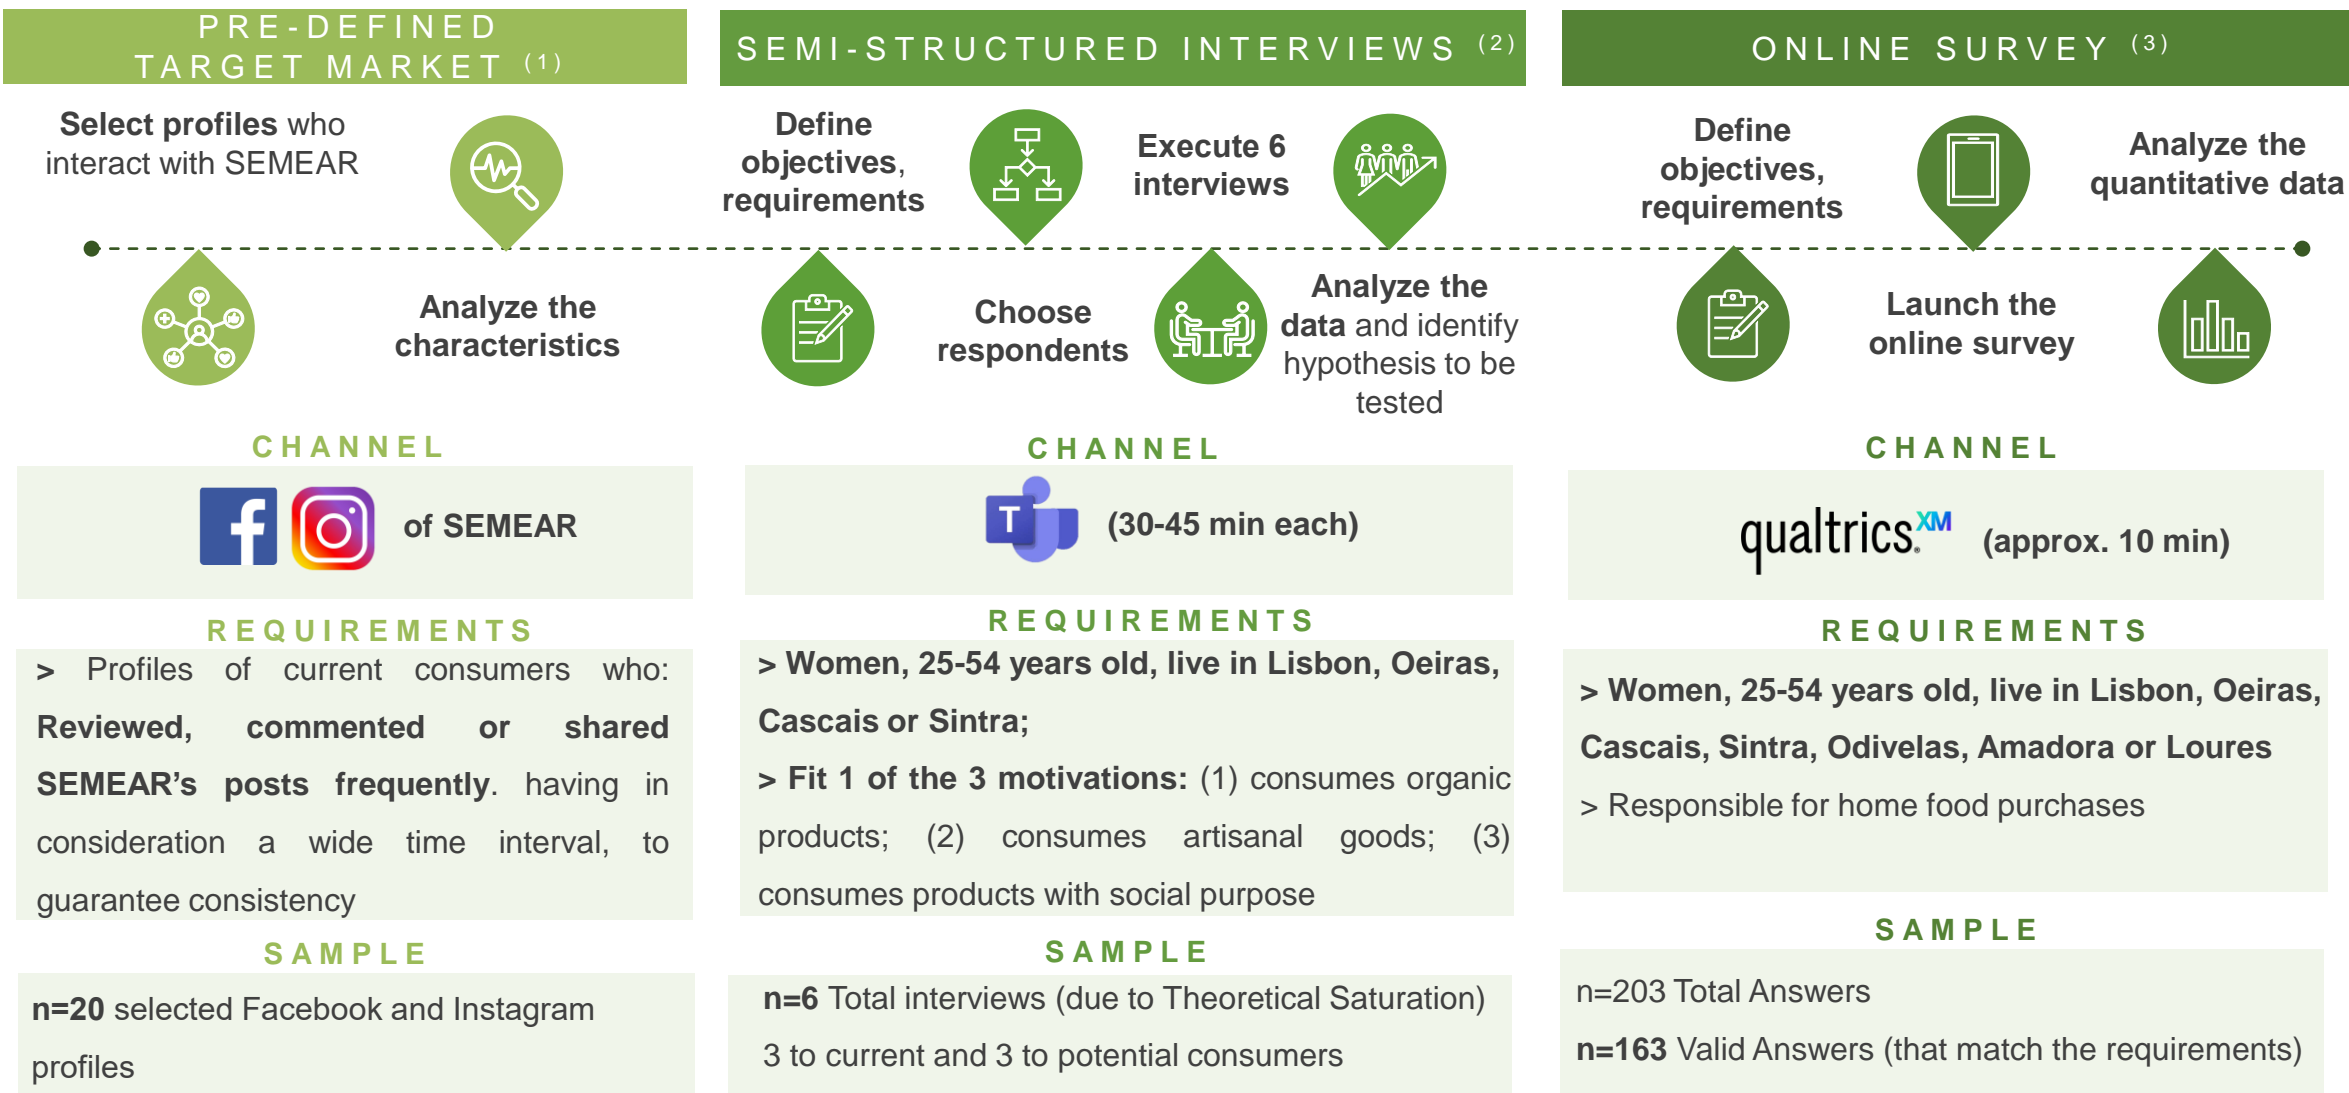 PRE-DEFINED
TARGET MARKET (1)
Select profiles who
interact with SEMEAR
Analyze the
characteristics
CHANNEL
of SEMEAR
REQUIREMENTS
> Profiles of current consumers who:
Reviewed, commented or shared
SEMEAR's posts frequently. having in
consideration a wide time interval, to
guarantee consistency
SAMPLE
n=20 selected Facebook and Instagram
profiles
SEMI-STRUCTURED INTERVIEWS (2)
Define
objectives,
requirements
Choose
respondents
Execute 6
interviews
Analyze the
data and identify
hypothesis to be
tested
CHANNEL
T
(30-45 min each)
REQUIREMENTS
> Women, 25-54 years old, live in Lisbon, Oeiras,
Cascais or Sintra;
> Fit 1 of the 3 motivations: (1) consumes organic
products; (2) consumes artisanal goods; (3)
consumes products with social purpose
SAMPLE
n=6 Total interviews (due to Theoretical Saturation)
3 to current and 3 to potential consumers
ONLINE SURVEY (3)
Define
objectives,
requirements
Launch the
online survey
Analyze the
quantitative data
CHANNEL
qualtrics.XM (approx. 10 min)
REQUIREMENTS
> Women, 25-54 years old, live in Lisbon, Oeiras,
Cascais, Sintra, Odivelas, Amadora or Loures
> Responsible for home food purchases
SAMPLE
n=203 Total Answers
n=163 Valid Answers (that match the requirements)